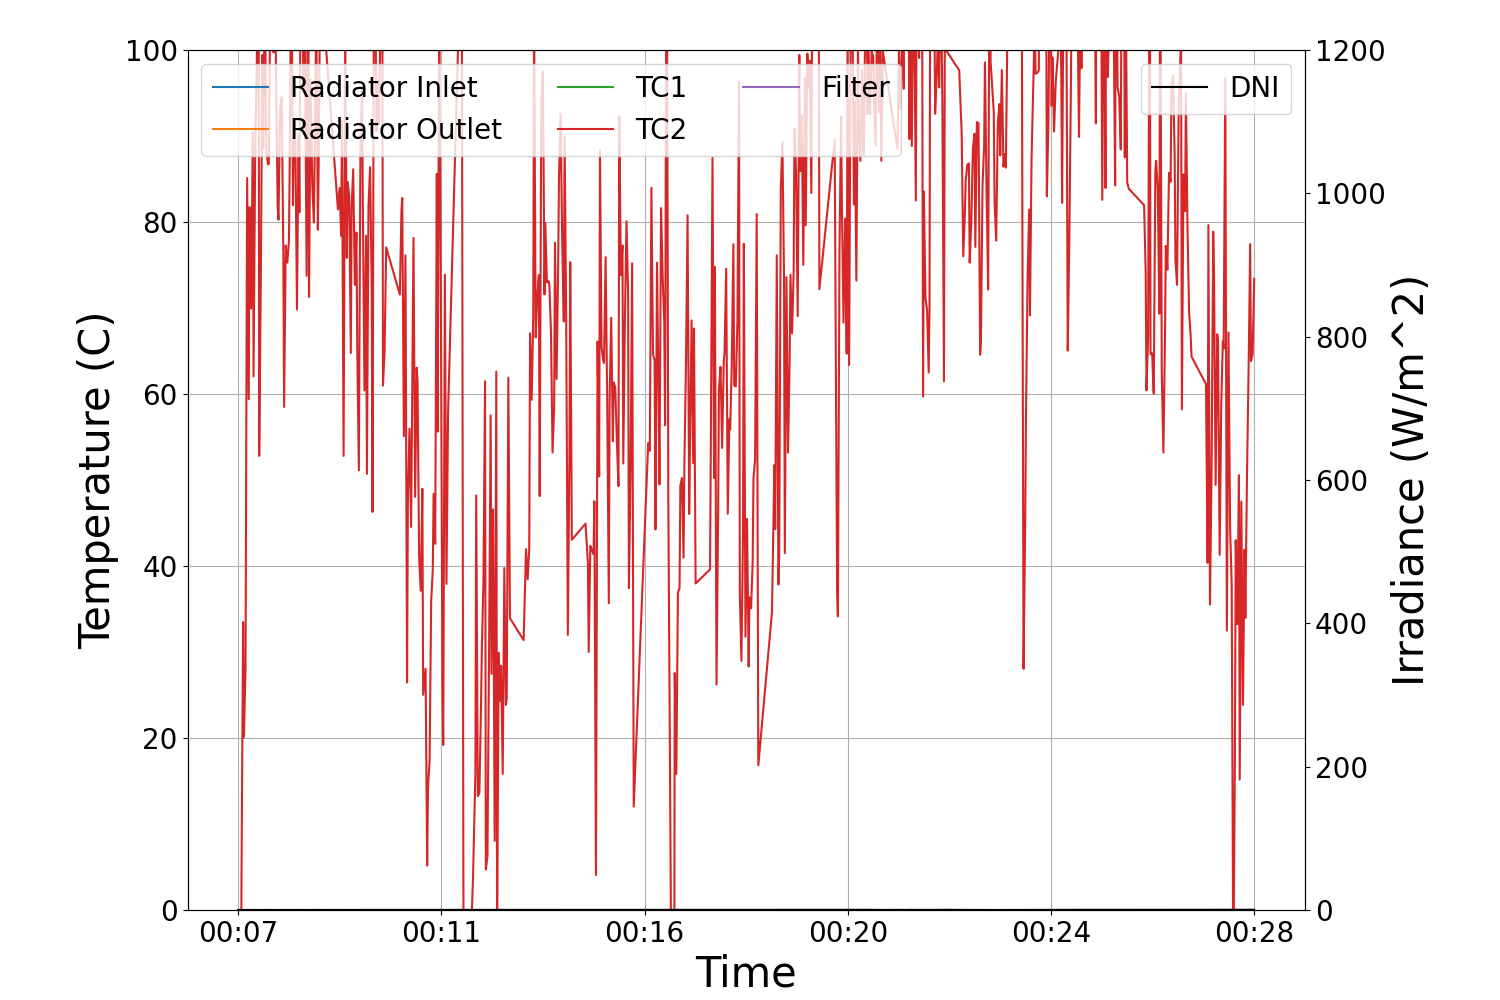 100
80
60
40
20
0
Temperature (C)
Radiator Inlet
Radiator Outlet
TC1
TC2
Filter
DNI
1200
1000
800
600
400
200
0
Irradiance (W/m^2)
00:07 00:11 00:16 00:20 00:24 00:28
Time